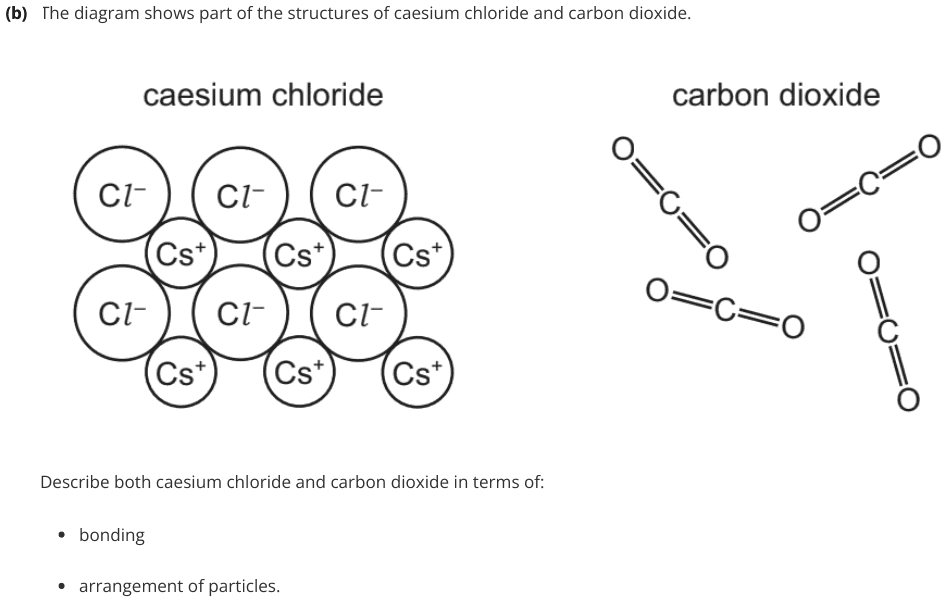 (b) The diagram shows part of the structures of caesium chloride and carbon dioxide.
caesium chloride
carbon dioxide
Cl⁻ Cl⁻ Cl⁻
Cs⁺ Cs⁺ Cs⁺
Cl⁻ Cl⁻ Cl⁻
Cs⁺ Cs⁺ Cs⁺
O C O
O C O
O C O
O C O
Describe both caesium chloride and carbon dioxide in terms of:
• bonding
• arrangement of particles.